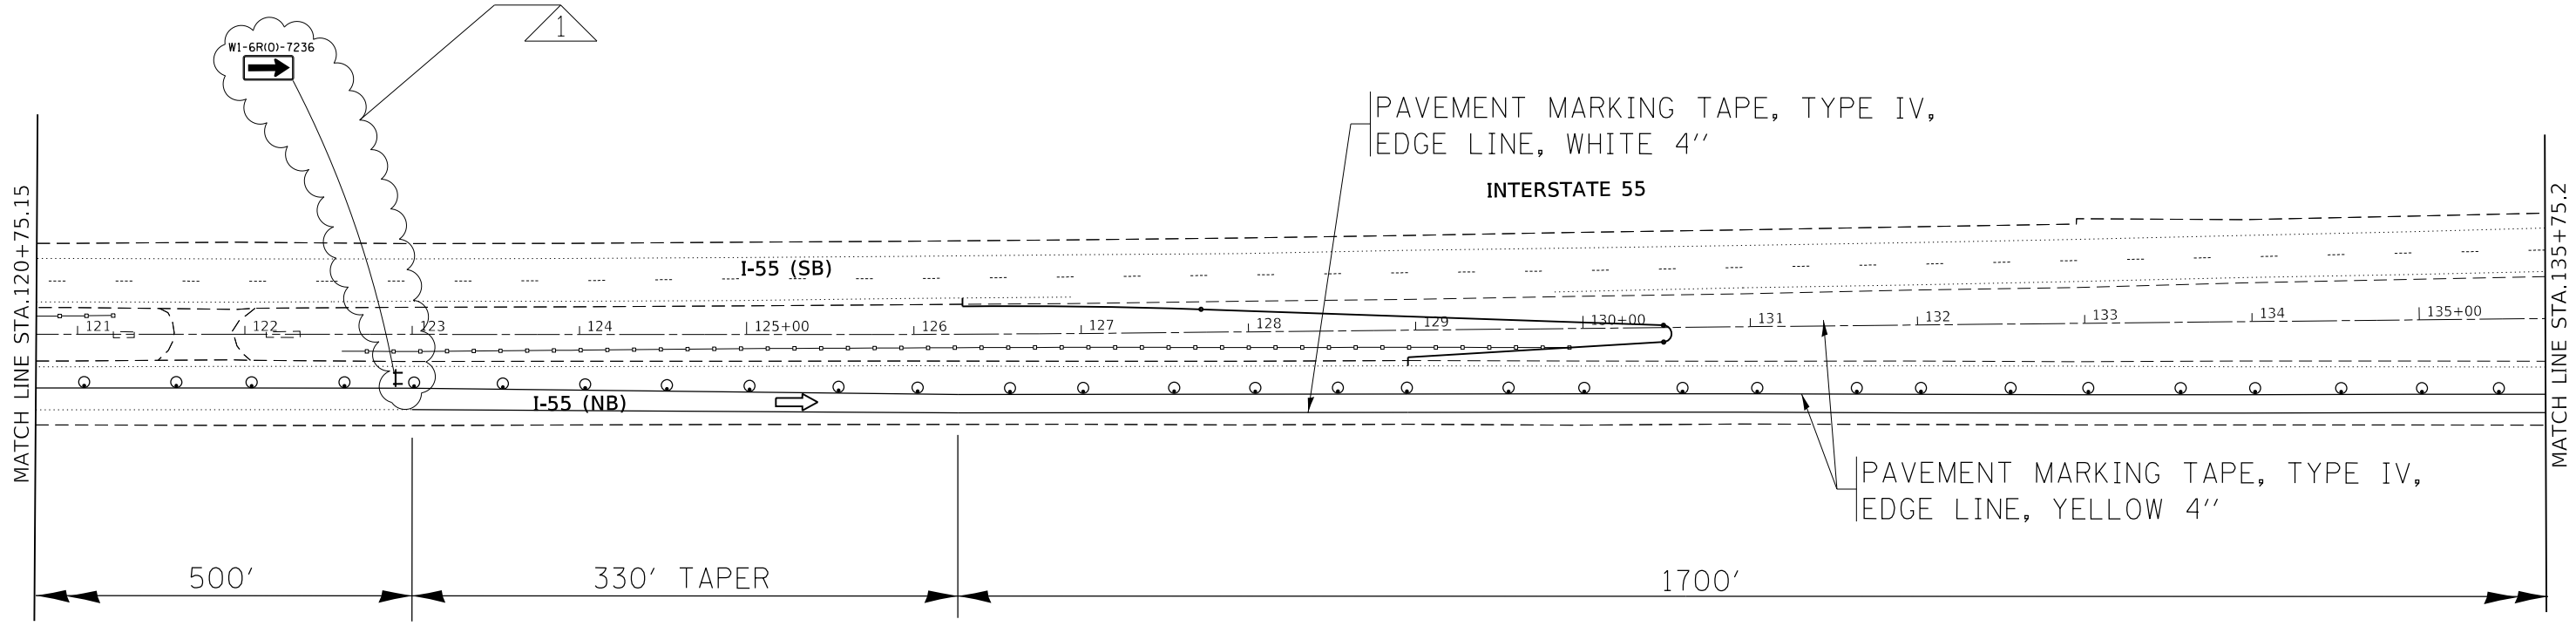 1
W1-6R(O)-7236
PAVEMENT MARKING TAPE, TYPE IV,
EDGE LINE, WHITE 4''
INTERSTATE 55
MATCH LINE STA.120+75.15
MATCH LINE STA.135+75.2
I-55 (SB)
121 122 123 124 125+00 126 127 128 129 130+00 131 132 133 134 135+00
I-55 (NB)
PAVEMENT MARKING TAPE, TYPE IV,
EDGE LINE, YELLOW 4''
500' 330' TAPER 1700'